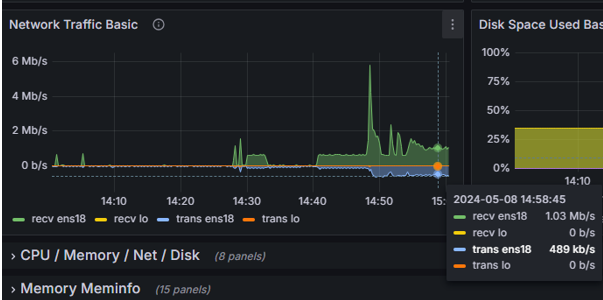 Network Traffic Basic
Disk Space Used Bas
6 Mb/s
4 Mb/s
2 Mb/s
0 b/s
14:10
14:20
14:30
14:40
14:50
15:
recv ens18
recv lo
trans ens18
trans lo
100%
75%
50%
25%
0%
14:10
2024-05-08 14:58:45
recv ens18 1.03 Mb/s
recv lo 0 b/s
trans ens18 489 kb/s
trans lo 0 b/s
› CPU / Memory / Net / Disk (8 panels)
› Memory Meminfo (15 panels)